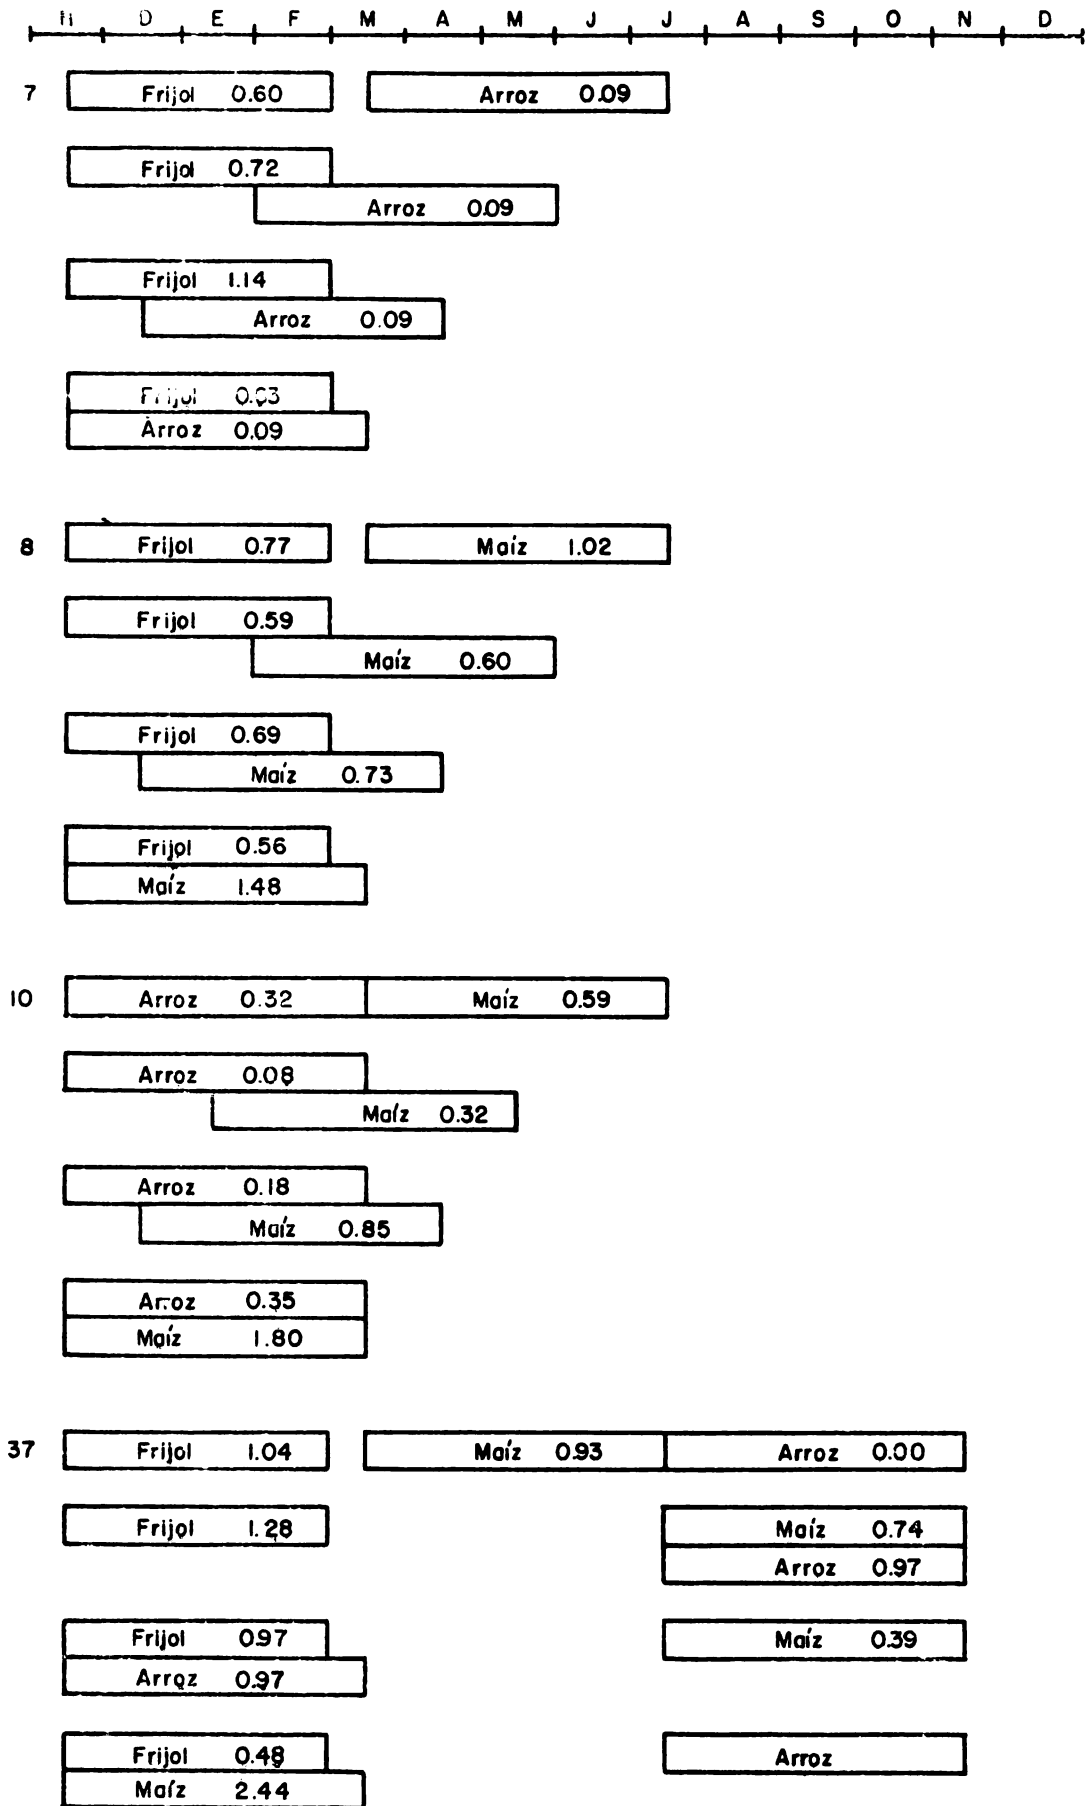 N D E F M A M J J A S O N D
7 Frijol 0.60 Arroz 0.09
Frijol 0.72
Arroz 0.09
Frijol 1.14
Arroz 0.09
Frijol
Arroz 0.09
8 Frijol 0.77 Maíz 1.02
Frijol 0.59
Maíz 0.60
Frijol 0.69
Maíz 0.73
Frijol 0.56
Maíz 1.48
10 Arroz 0.32 Maíz 0.59
Arroz 0.08
Maíz 0.32
Arroz 0.18
Maíz 0.85
Arroz 0.35
Maíz 1.80
37 Frijol 1.04 Maíz 0.93 Arroz 0.00
Frijol 1.28 Maíz 0.74
Arroz 0.97
Frijol 0.97 Maíz 0.39
Arroz 0.97
Frijol 0.48 Arroz
Maíz 2.44